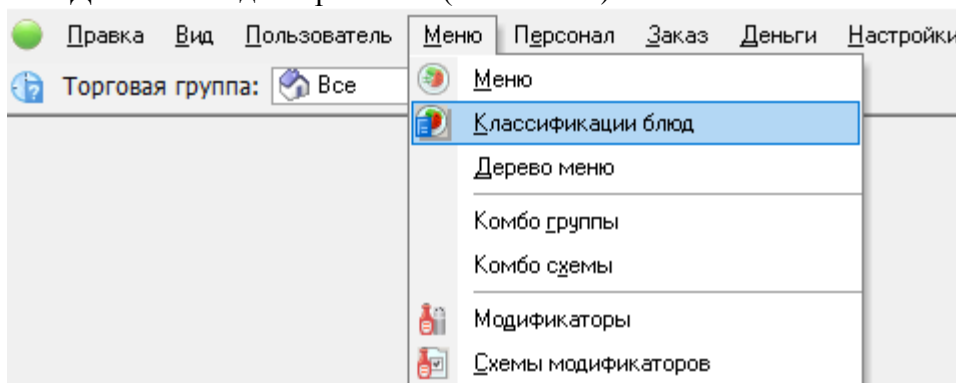 Правка Вид Пользователь Меню Персонал Заказ Деньги Настройки
Торговая группа: Все
Меню
Классификации блюд
Дерево меню
Комбо группы
Комбо схемы
Модификаторы
Схемы модификаторов